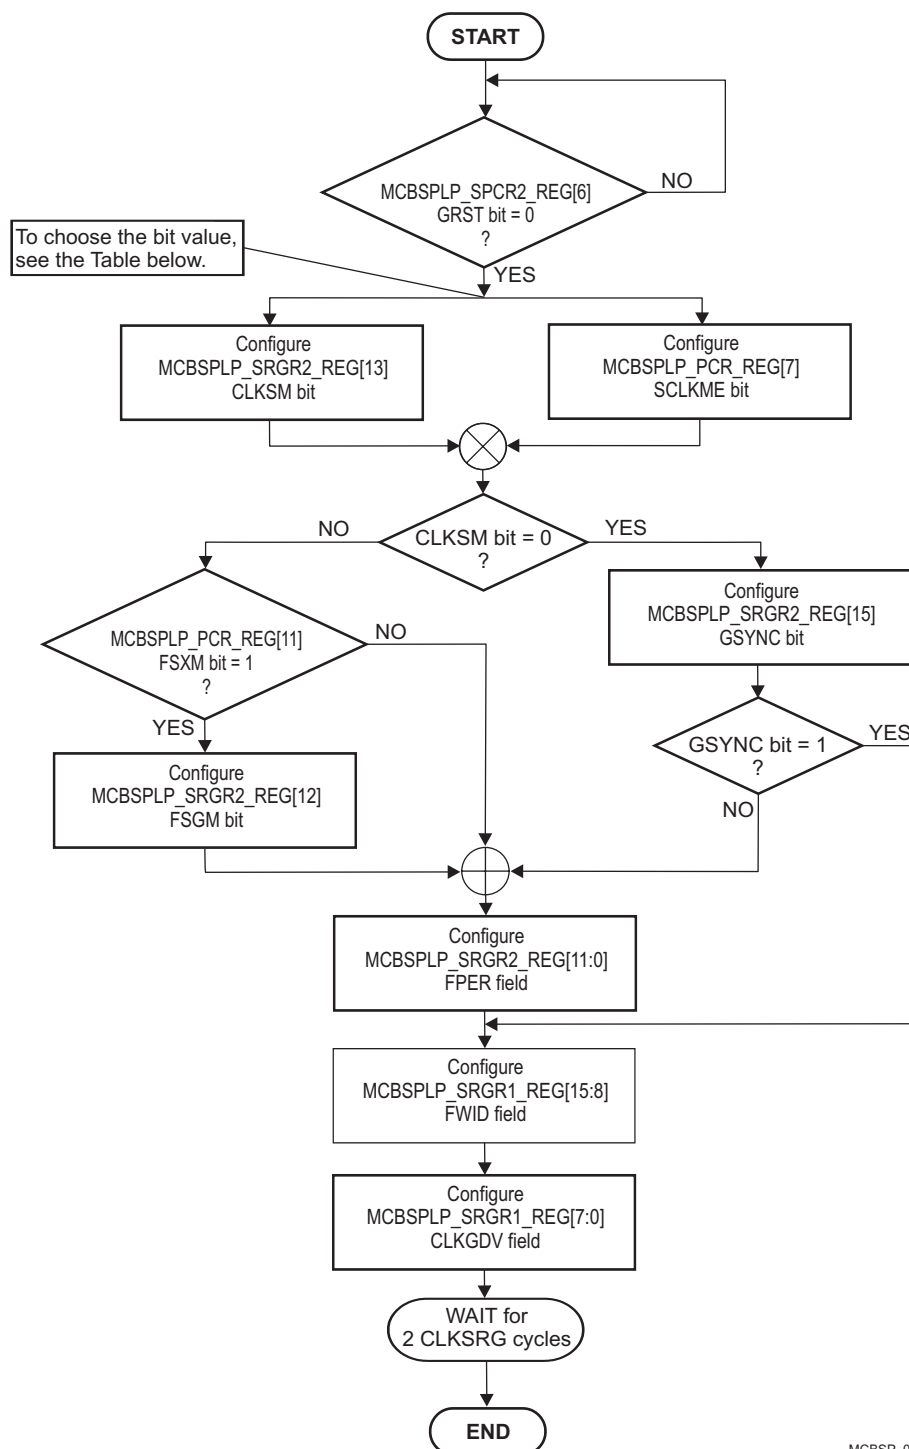 START
MCBSPLP_SPCR2_REG[6]
GRST bit = 0
?
NO
YES
To choose the bit value,
see the Table below.
Configure
MCBSPLP_SRGR2_REG[13]
CLKSM bit
Configure
MCBSPLP_PCR_REG[7]
SCLKME bit
CLKSM bit = 0
?
NO
YES
MCBSPLP_PCR_REG[11]
FSXM bit = 1
?
NO
YES
Configure
MCBSPLP_SRGR2_REG[15]
GSYNC bit
GSYNC bit = 1
?
YES
NO
Configure
MCBSPLP_SRGR2_REG[12]
FSGM bit
Configure
MCBSPLP_SRGR2_REG[11:0]
FPER field
Configure
MCBSPLP_SRGR1_REG[15:8]
FWID field
Configure
MCBSPLP_SRGR1_REG[7:0]
CLKGDV field
WAIT for
2 CLKSRG cycles
END